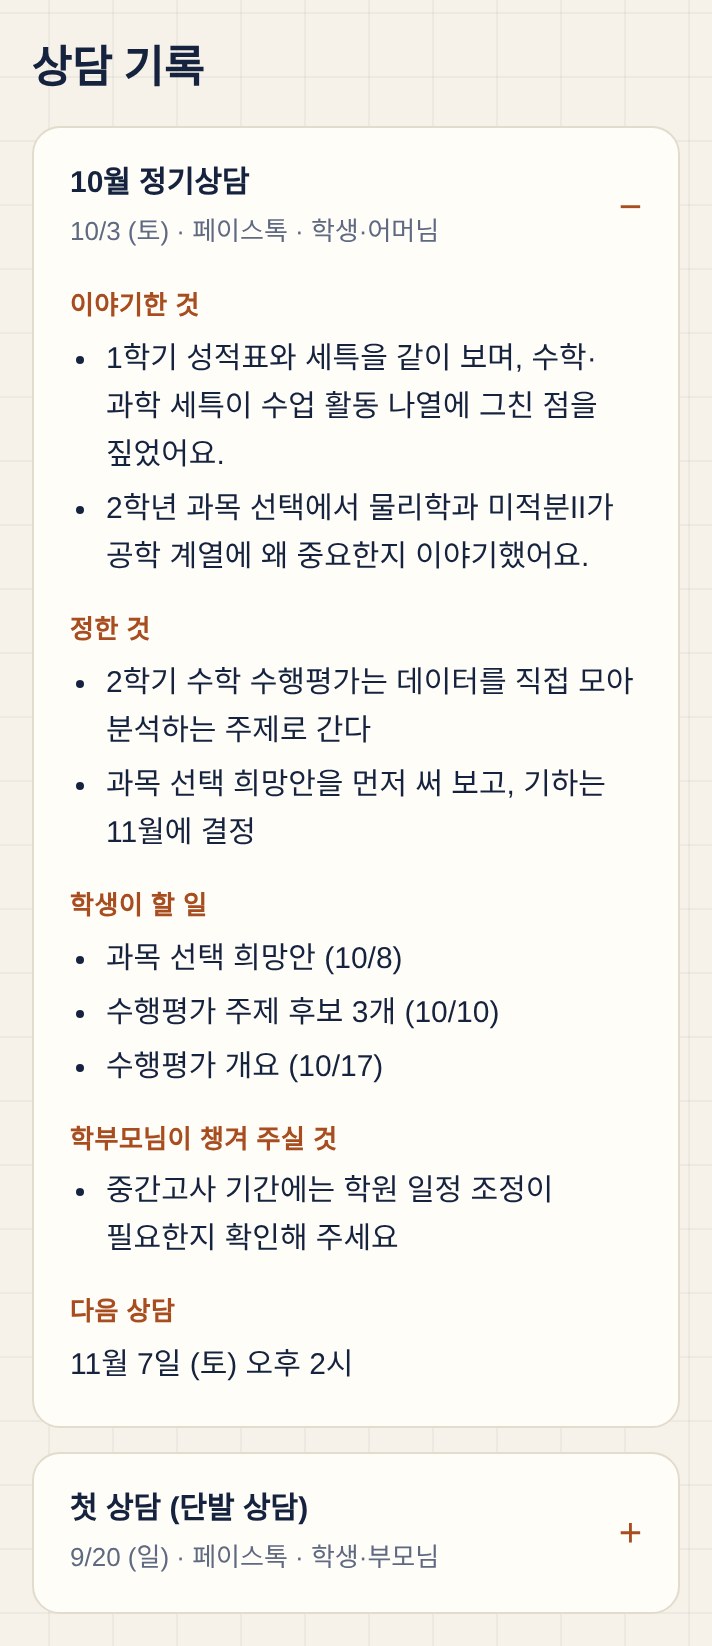 상담 기록
10월 정기상담
10/3 (토) · 페이스톡 · 학생·어머님
이야기한 것
• 1학기 성적표와 세특을 같이 보며, 수학·
과학 세특이 수업 활동 나열에 그친 점을
짚었어요.
• 2학년 과목 선택에서 물리학과 미적분II가
공학 계열에 왜 중요한지 이야기했어요.
정한 것
• 2학기 수학 수행평가는 데이터를 직접 모아
분석하는 주제로 간다
• 과목 선택 희망안을 먼저 써 보고, 기하는
11월에 결정
학생이 할 일
• 과목 선택 희망안 (10/8)
• 수행평가 주제 후보 3개 (10/10)
• 수행평가 개요 (10/17)
학부모님이 챙겨 주실 것
• 중간고사 기간에는 학원 일정 조정이
필요한지 확인해 주세요
다음 상담
11월 7일 (토) 오후 2시
첫 상담 (단발 상담)
9/20 (일) · 페이스톡 · 학생·부모님